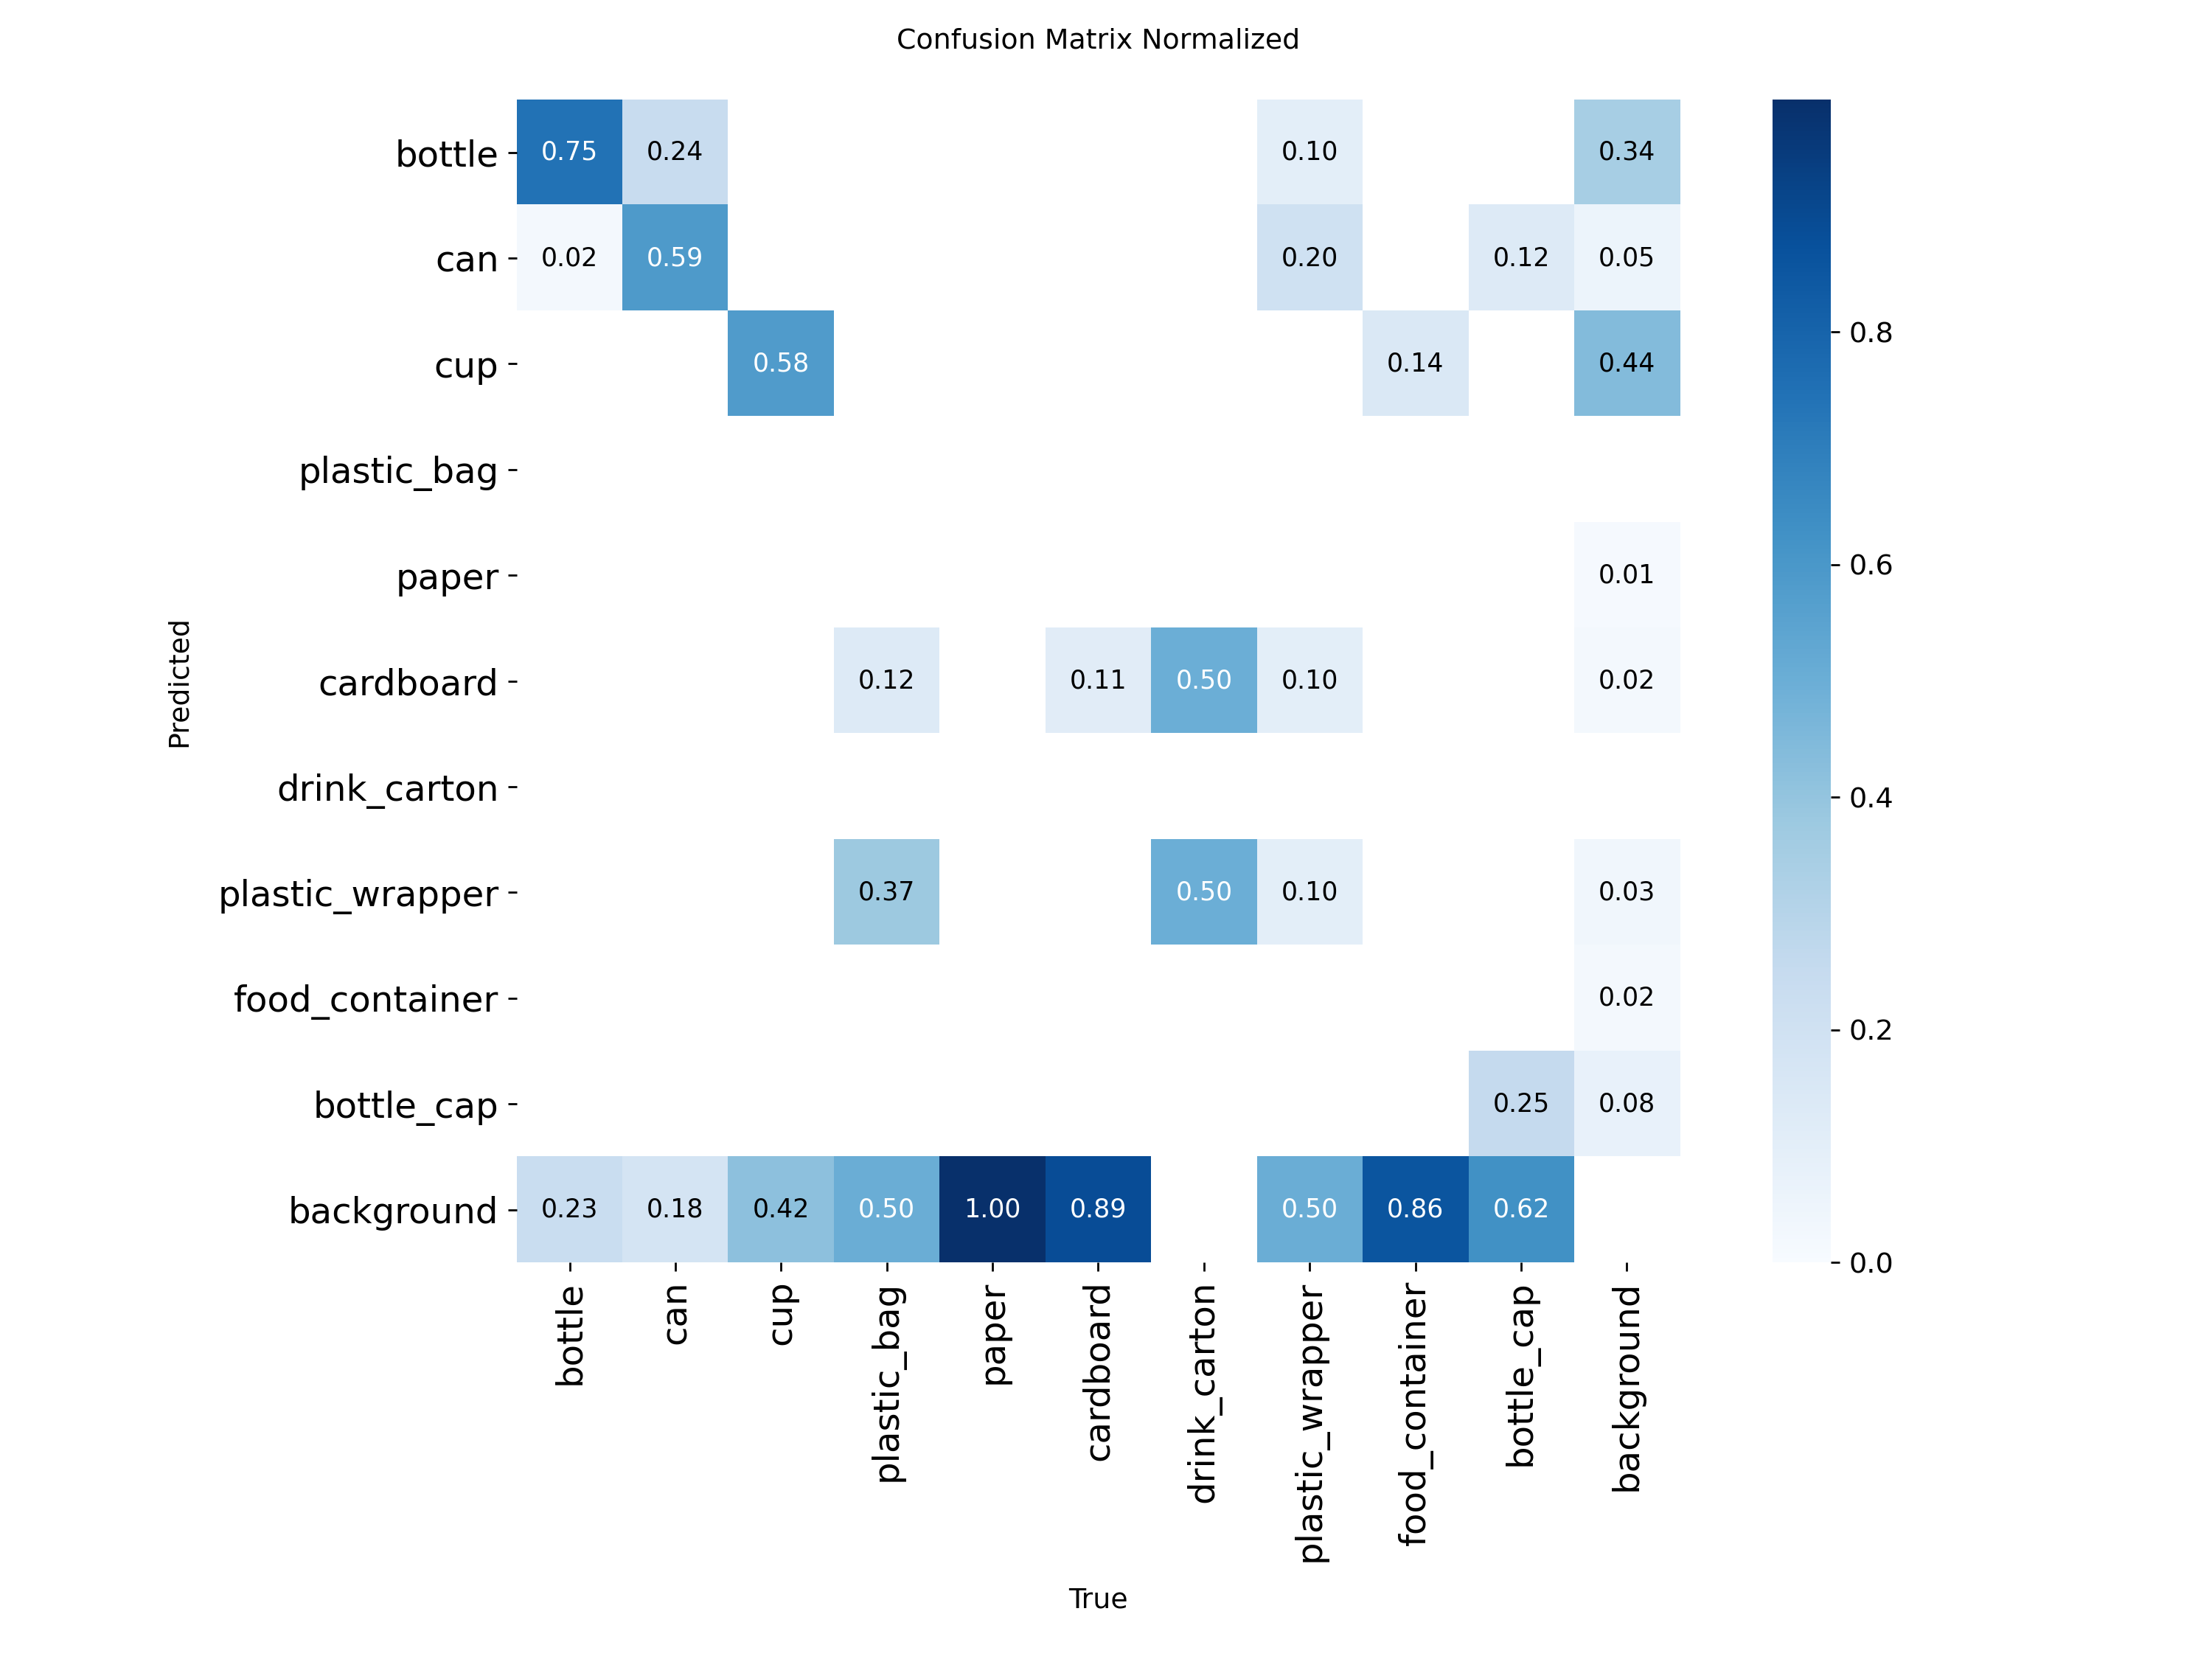 Confusion Matrix Normalized
bottle 0.75 0.24 0.10 0.34
can 0.02 0.59 0.20 0.12 0.05
cup 0.58 0.14 0.44
plastic_bag
paper 0.01
cardboard 0.12 0.11 0.50 0.10 0.02
drink_carton
plastic_wrapper 0.37 0.50 0.10 0.03
food_container 0.02
bottle_cap 0.25 0.08
background 0.23 0.18 0.42 0.50 1.00 0.89 0.50 0.86 0.62
Predicted
bottle
can
cup
plastic_bag
paper
cardboard
drink_carton
plastic_wrapper
food_container
bottle_cap
background
True
0.8
0.6
0.4
0.2
0.0